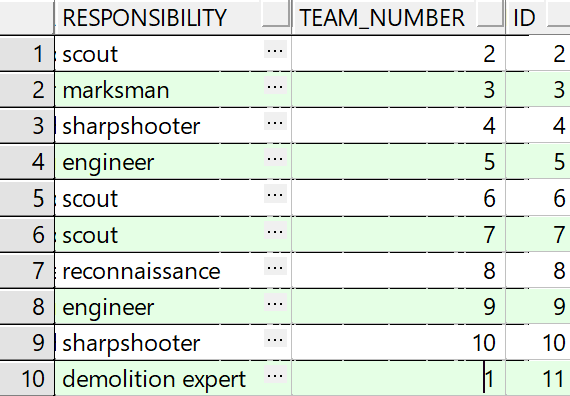 RESPONSIBILITY TEAM_NUMBER ID
1 scout ... 2 2
2 marksman ... 3 3
3 sharpshooter ... 4 4
4 engineer ... 5 5
5 scout ... 6 6
6 scout ... 7 7
7 reconnaissance ... 8 8
8 engineer ... 9 9
9 sharpshooter ... 10 10
10 demolition expert ... 1 11